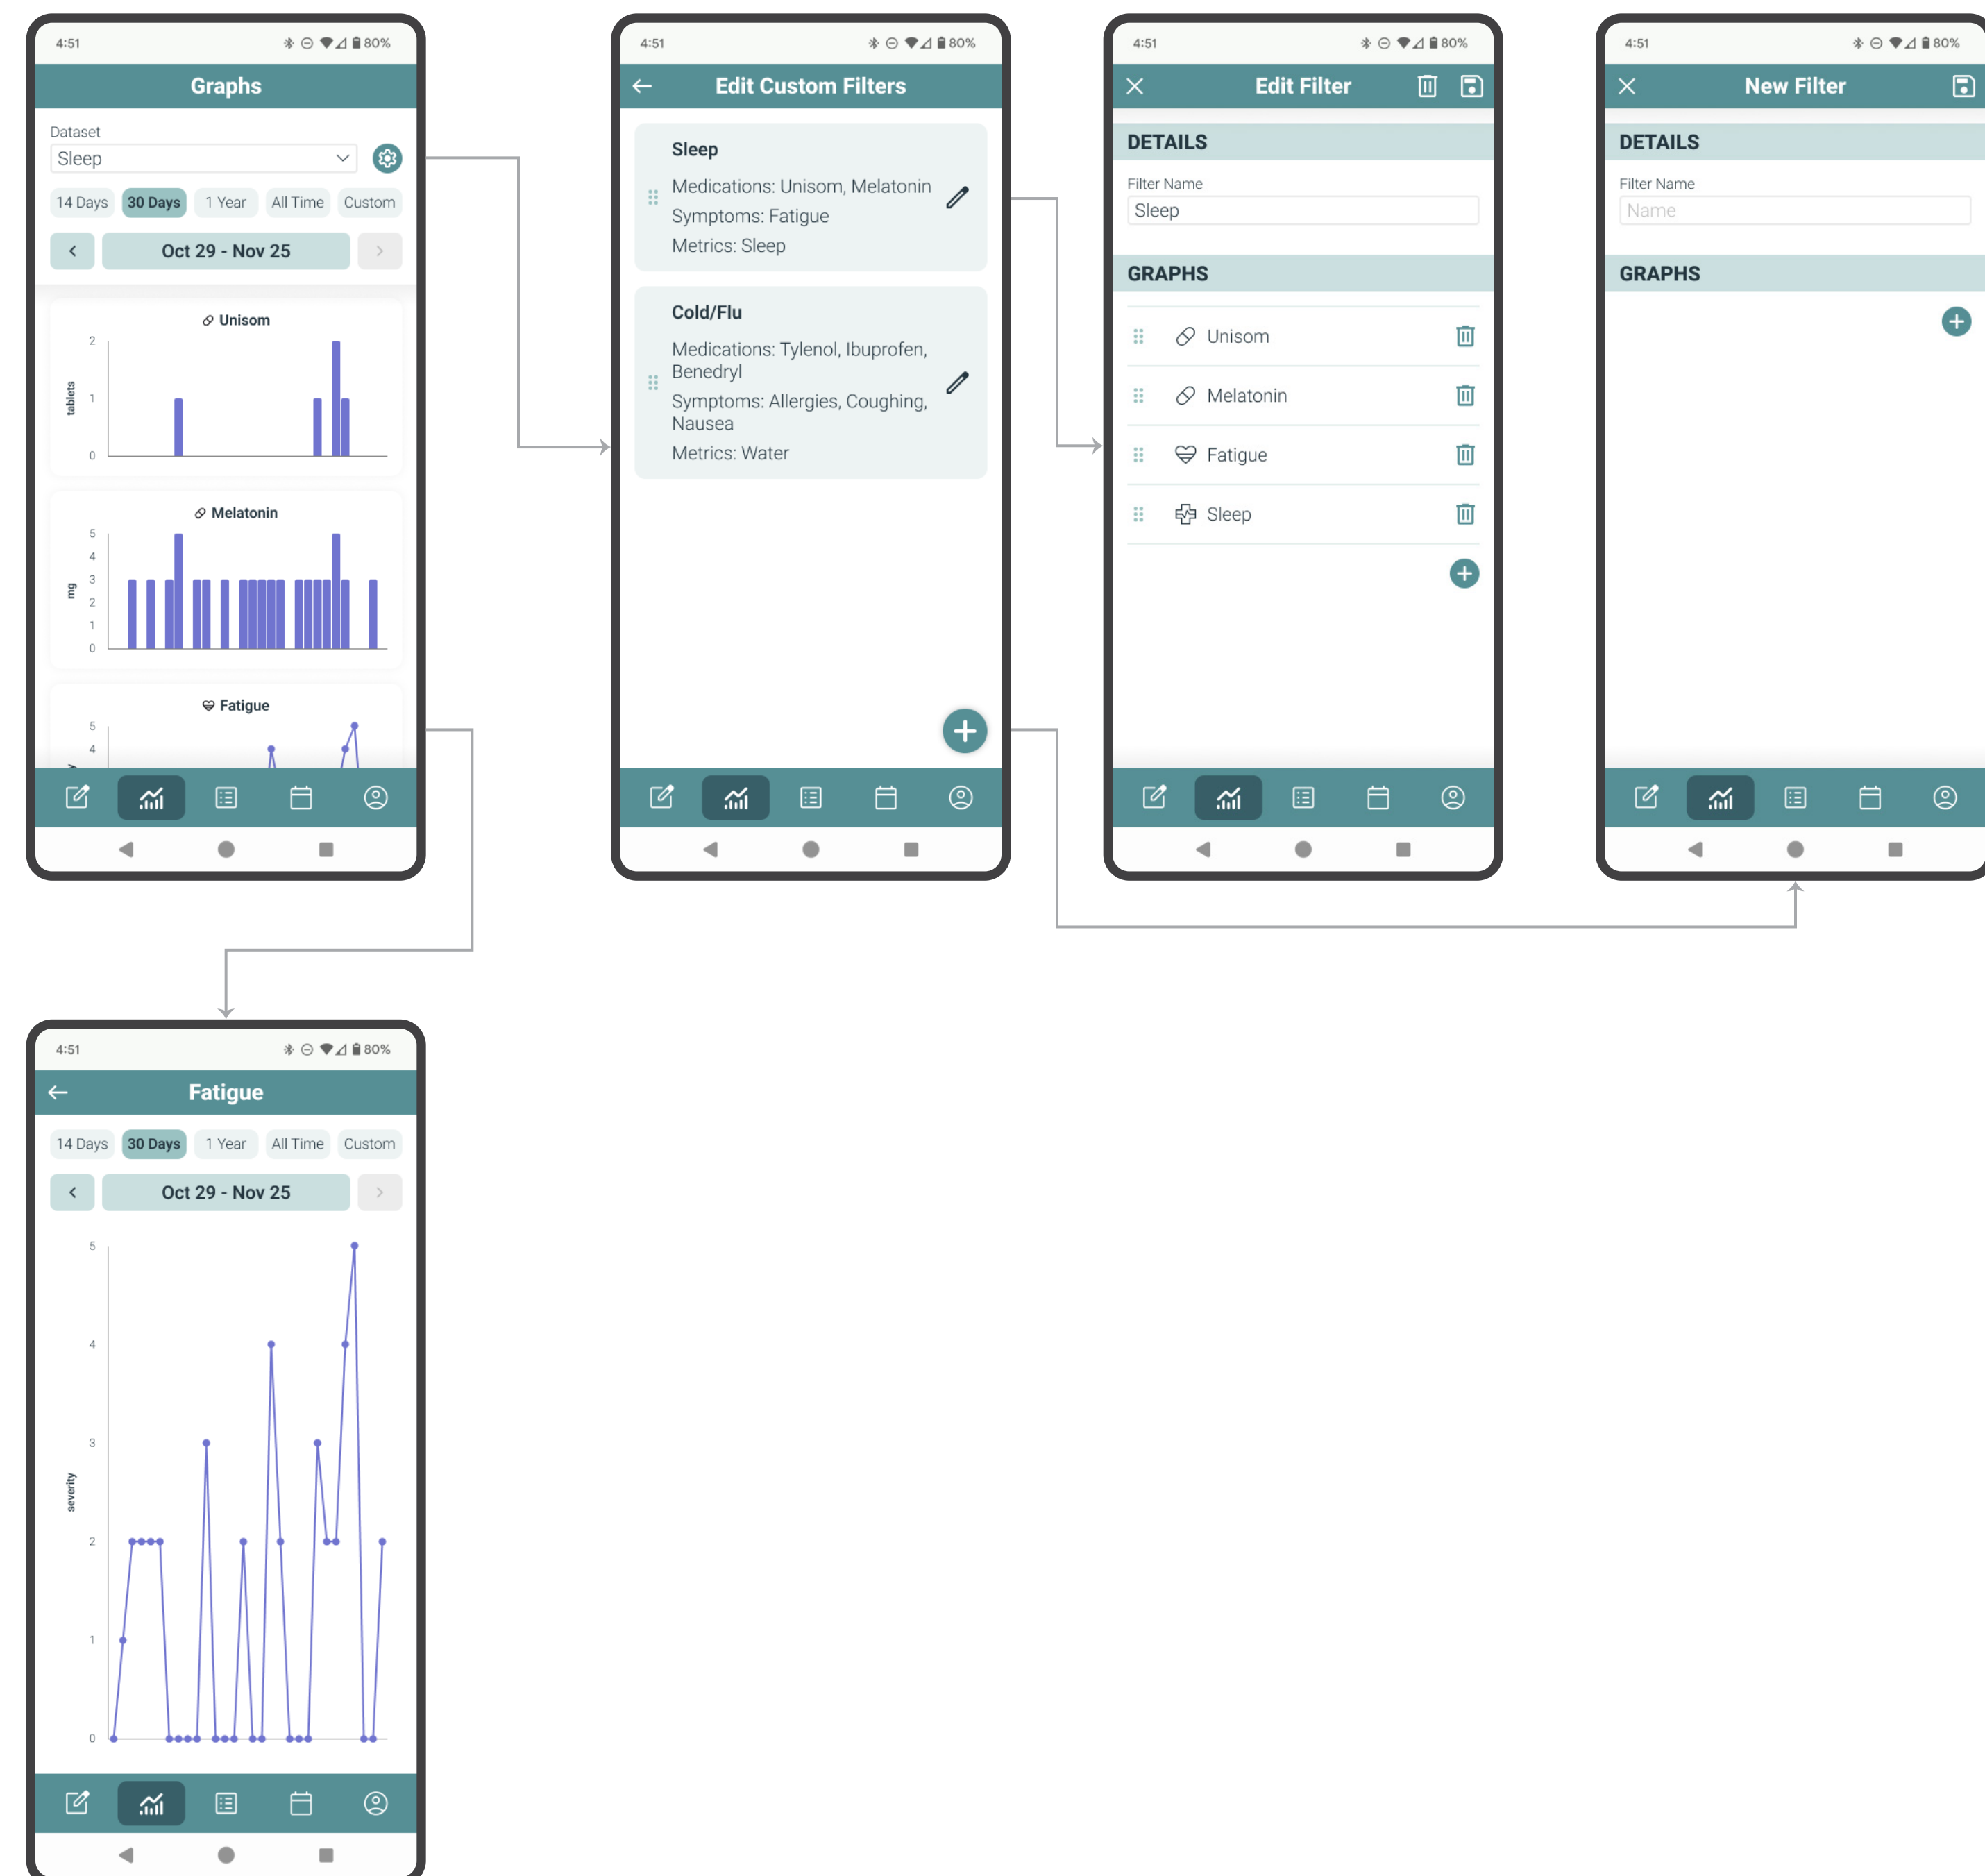 4:51
80%
Graphs
Dataset
Sleep
14 Days
30 Days
1 Year
All Time
Custom
Oct 29 - Nov 25
Unisom
2
1
0
tablets
Melatonin
5
4
3
2
1
0
mg
Fatigue
5
4
4:51
80%
Edit Custom Filters
Sleep
Medications: Unisom, Melatonin
Symptoms: Fatigue
Metrics: Sleep
Cold/Flu
Medications: Tylenol, Ibuprofen,
Benedryl
Symptoms: Allergies, Coughing,
Nausea
Metrics: Water
4:51
80%
Edit Filter
DETAILS
Filter Name
Sleep
GRAPHS
Unisom
Melatonin
Fatigue
Sleep
4:51
80%
New Filter
DETAILS
Filter Name
Name
GRAPHS
4:51
80%
Fatigue
14 Days
30 Days
1 Year
All Time
Custom
Oct 29 - Nov 25
5
4
3
2
1
0
severity